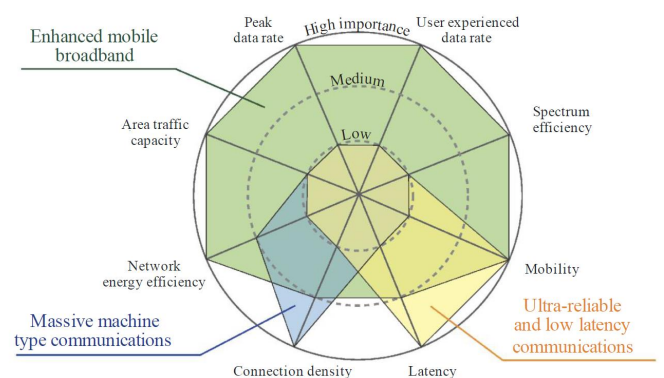 Peak
data rate
High importance
User experienced
data rate
Enhanced mobile
broadband
Medium
Area traffic
capacity
Low
Spectrum
efficiency
Network
energy efficiency
Mobility
Massive machine
type communications
Ultra-reliable
and low latency
communications
Connection density
Latency